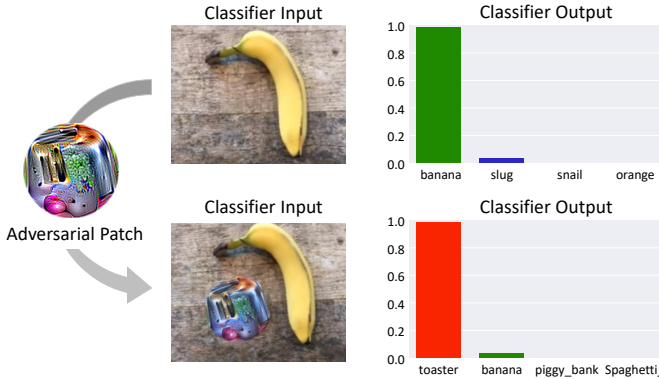 Classifier Input
Classifier Output
1.0
0.8
0.6
0.4
0.2
0.0
banana slug snail orange
Adversarial Patch
Classifier Input
Classifier Output
1.0
0.8
0.6
0.4
0.2
0.0
toaster banana piggy_bank Spaghetti_